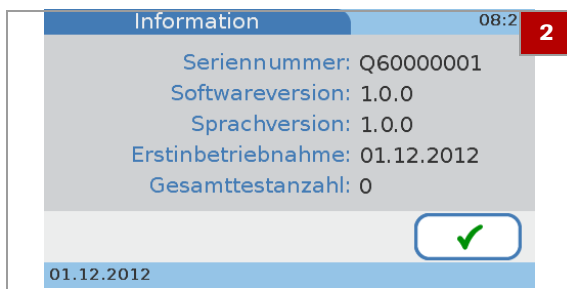 Information 08:2
2
Seriennummer: Q60000001
Softwareversion: 1.0.0
Sprachversion: 1.0.0
Erstinbetriebnahme: 01.12.2012
Gesamttestanzahl: 0
01.12.2012